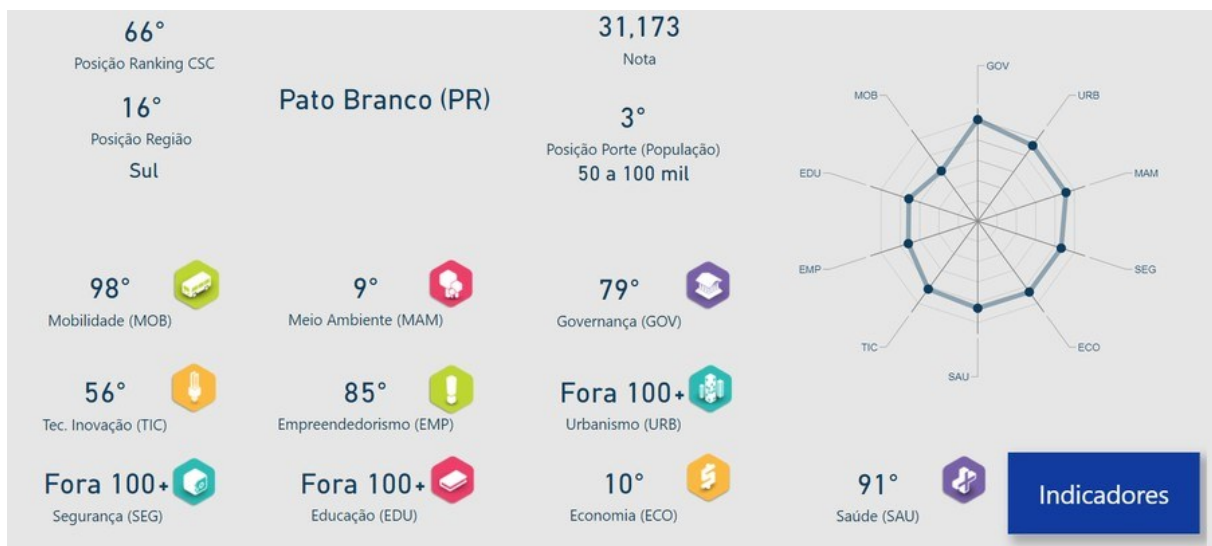 66°
Posição Ranking CSC
16°
Posição Região
Sul
Pato Branco (PR)
31,173
Nota
3°
Posição Porte (População)
50 a 100 mil
GOV
URB
MAM
SEG
ECO
SAU
TIC
EMP
EDU
MOB
98°
Mobilidade (MOB)
9°
Meio Ambiente (MAM)
79°
Governança (GOV)
56°
Tec. Inovação (TIC)
85°
Empreendedorismo (EMP)
Fora 100+
Urbanismo (URB)
Fora 100+
Segurança (SEG)
Fora 100+
Educação (EDU)
10°
Economia (ECO)
91°
Saúde (SAU)
Indicadores